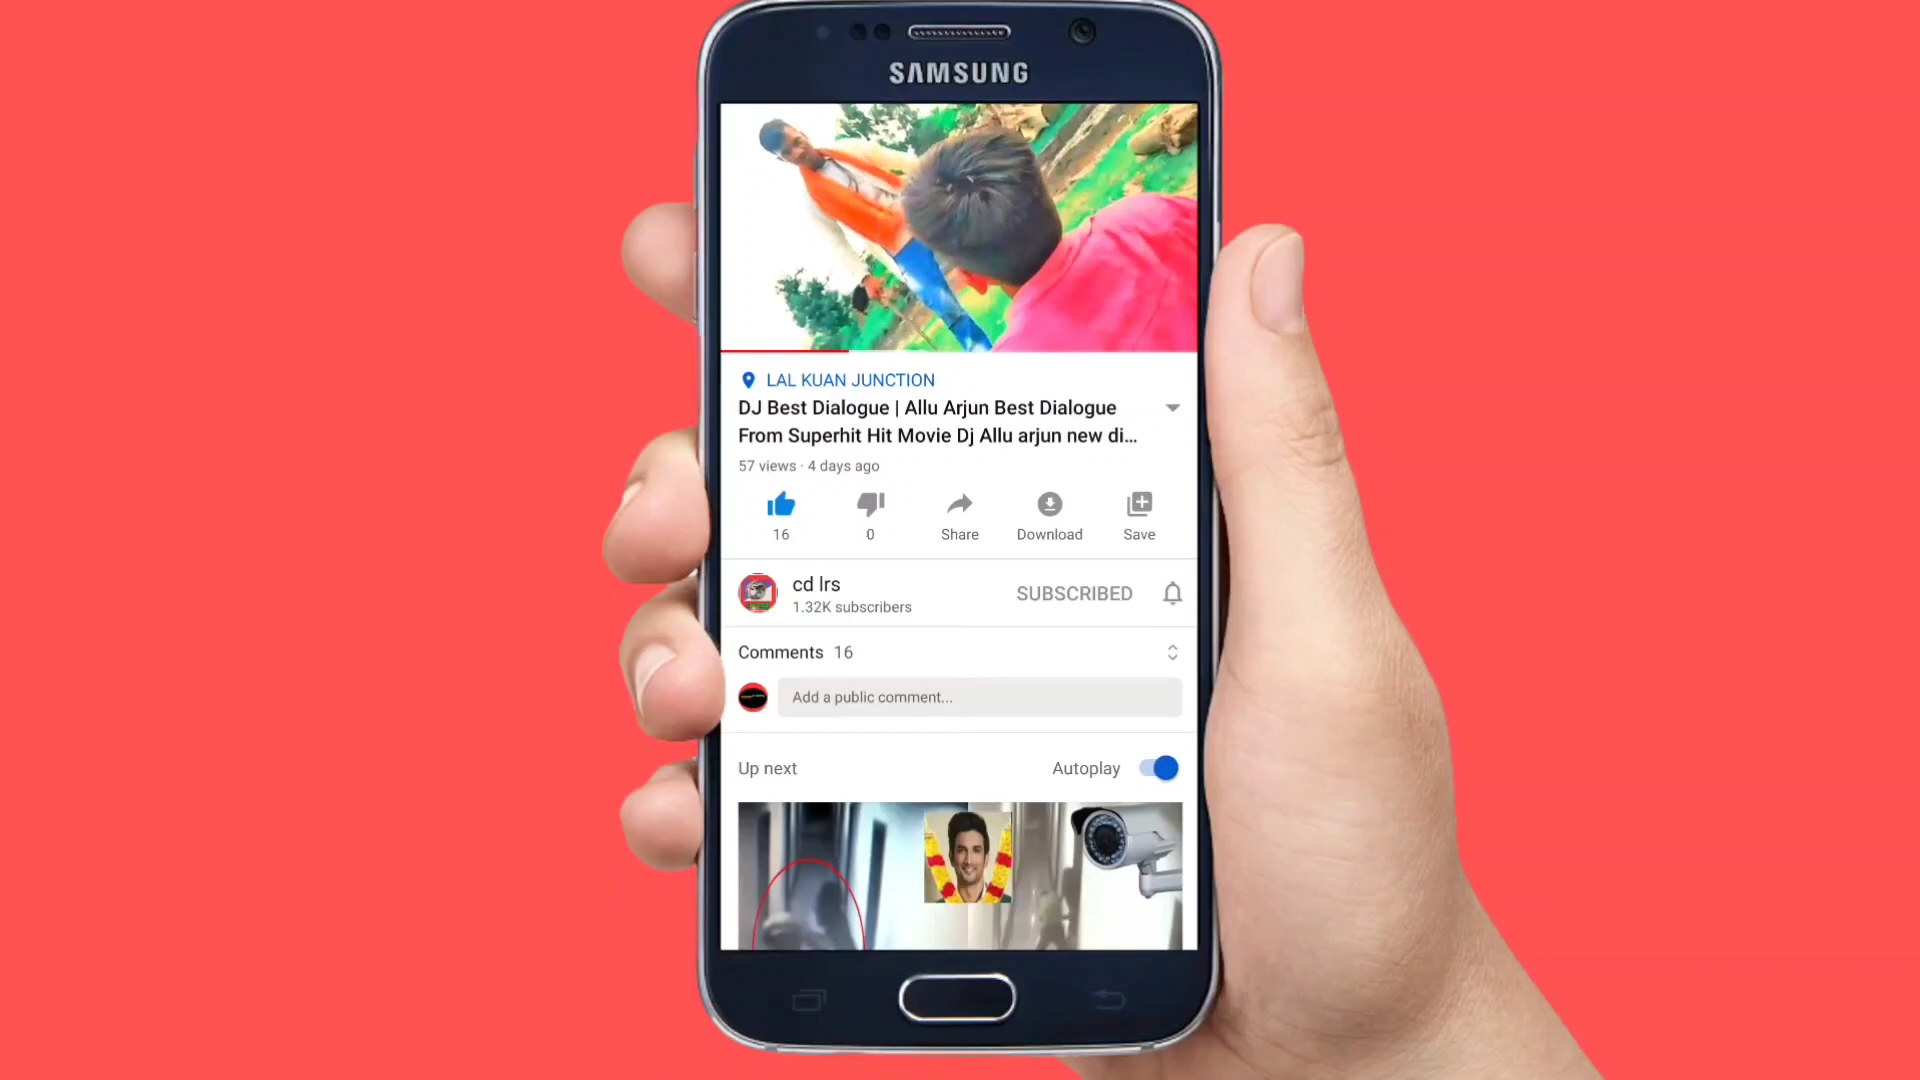 SAMSUNG
LAL KUAN JUNCTION
DJ Best Dialogue | Allu Arjun Best Dialogue
From Superhit Hit Movie Dj Allu arjun new di...
57 views · 4 days ago
16
0
Share
Download
Save
cd lrs
1.32K subscribers
SUBSCRIBED
Comments 16
Add a public comment...
Up next
Autoplay